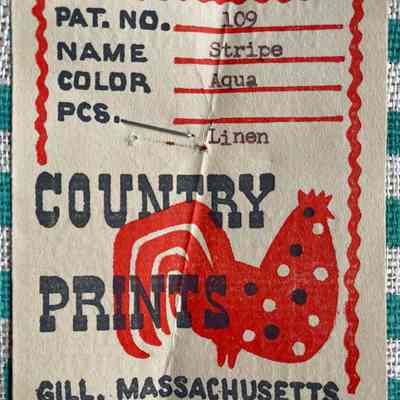 PAT. NO. 109
NAME Stripe
COLOR Aqua
PCS.
Linen
COUNTRY
PRINTS
GILL, MASSACHUSETTS